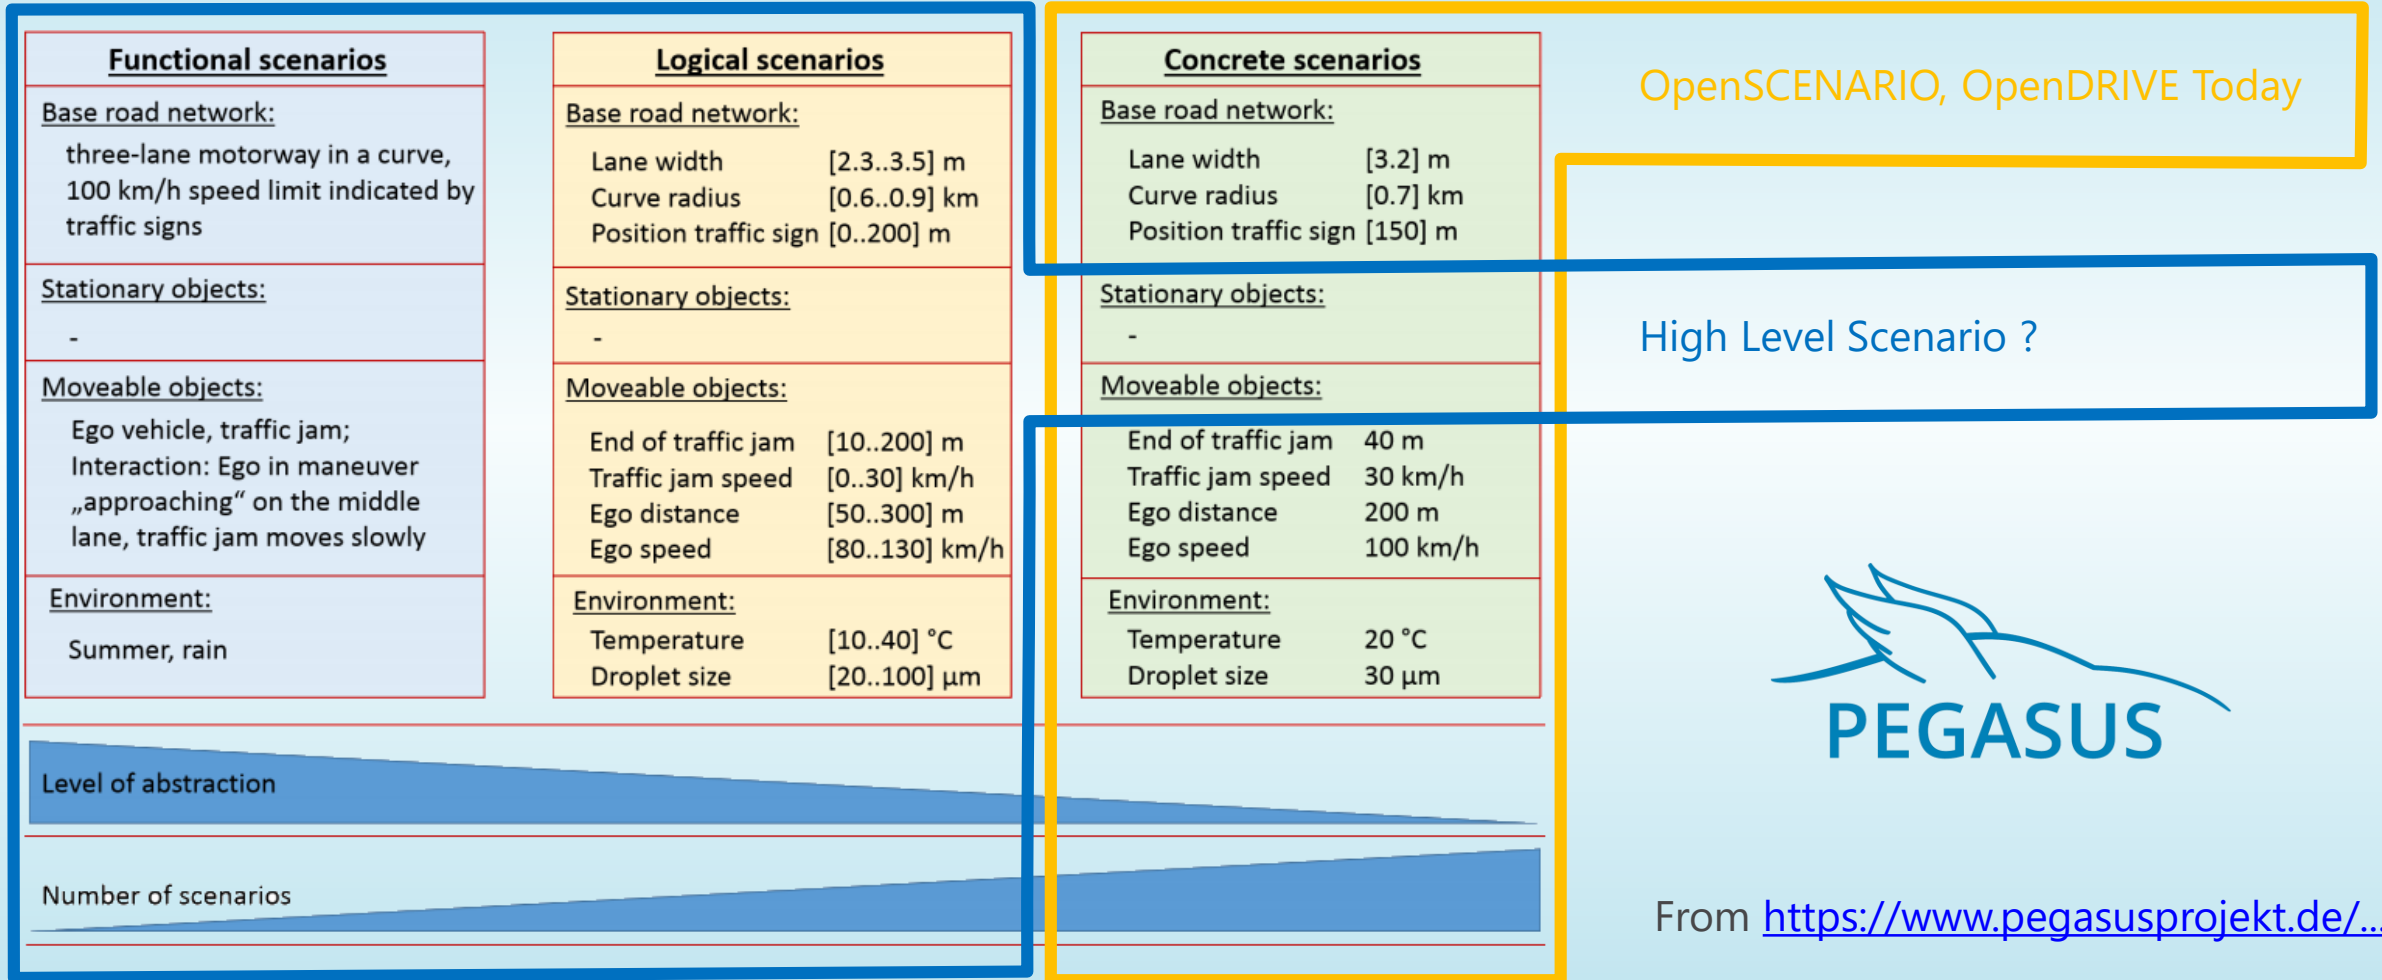 Functional scenarios
Base road network:
three-lane motorway in a curve,
100 km/h speed limit indicated by
traffic signs
Stationary objects:
-
Moveable objects:
Ego vehicle, traffic jam;
Interaction: Ego in maneuver
„approaching“ on the middle
lane, traffic jam moves slowly
Environment:
Summer, rain
Logical scenarios
Base road network:
Lane width [2.3..3.5] m
Curve radius [0.6..0.9] km
Position traffic sign [0..200] m
Stationary objects:
-
Moveable objects:
End of traffic jam [10..200] m
Traffic jam speed [0..30] km/h
Ego distance [50..300] m
Ego speed [80..130] km/h
Environment:
Temperature [10..40] °C
Droplet size [20..100] µm
Concrete scenarios
Base road network:
Lane width [3.2] m
Curve radius [0.7] km
Position traffic sign [150] m
Stationary objects:
-
Moveable objects:
End of traffic jam 40 m
Traffic jam speed 30 km/h
Ego distance 200 m
Ego speed 100 km/h
Environment:
Temperature 20 °C
Droplet size 30 µm
OpenSCENARIO, OpenDRIVE Today
High Level Scenario ?
PEGASUS
Level of abstraction
Number of scenarios
From https://www.pegasusprojekt.de/...